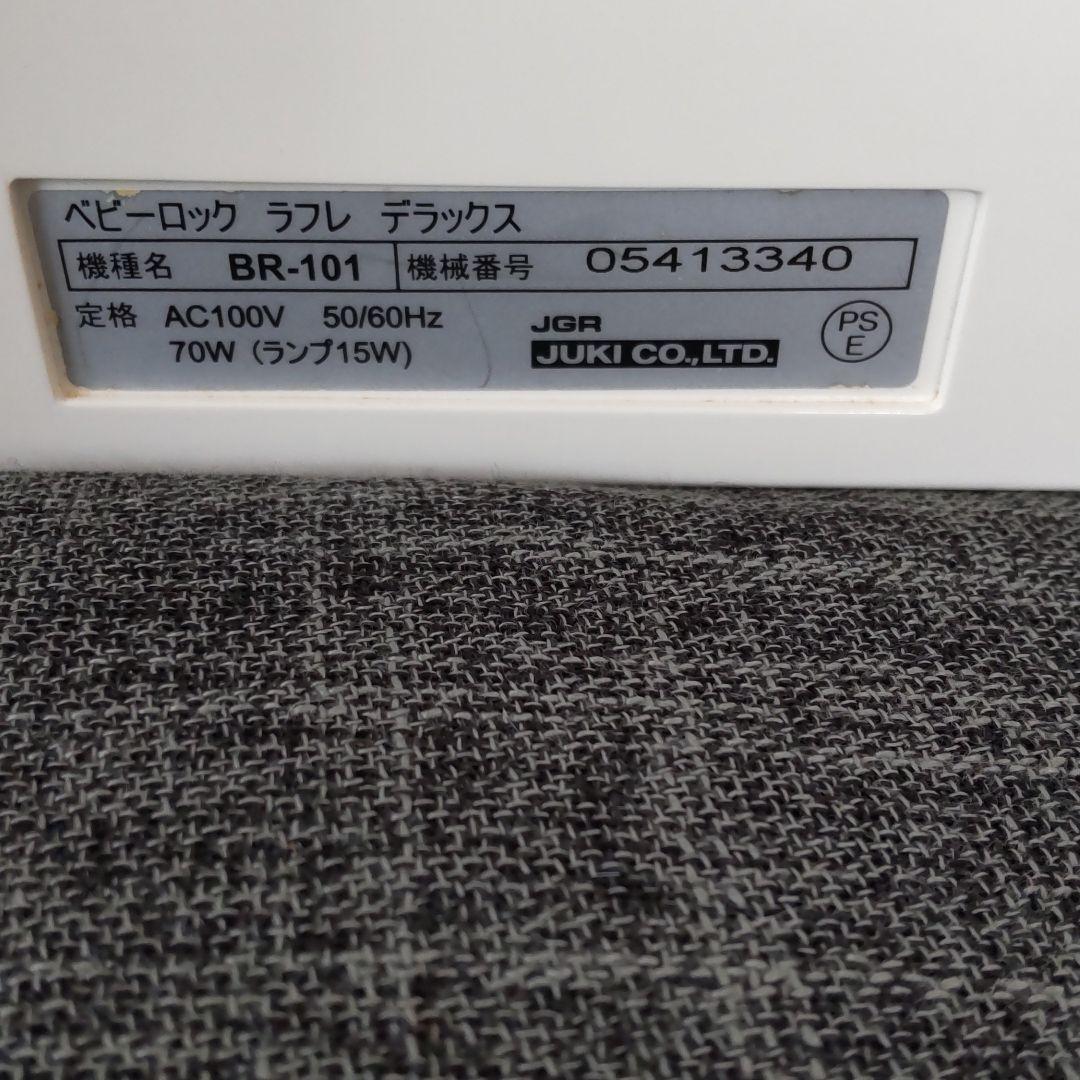 ベビーロック ラフレ デラックス
機種名 BR-101 機械番号 05413340
定格 AC100V 50/60Hz
70W (ランプ15W)
JGR
JUKI CO.,LTD.
PS
E